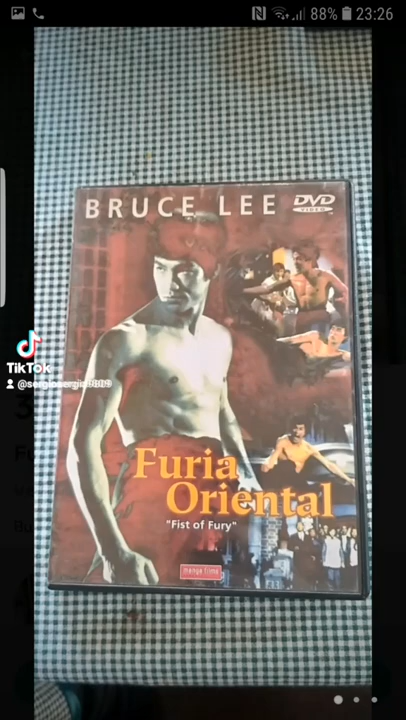 88% 23:26
BRUCE LEE DVD
VIDEO
TikTok
Furia
Oriental
"Fist of Fury"
manga films